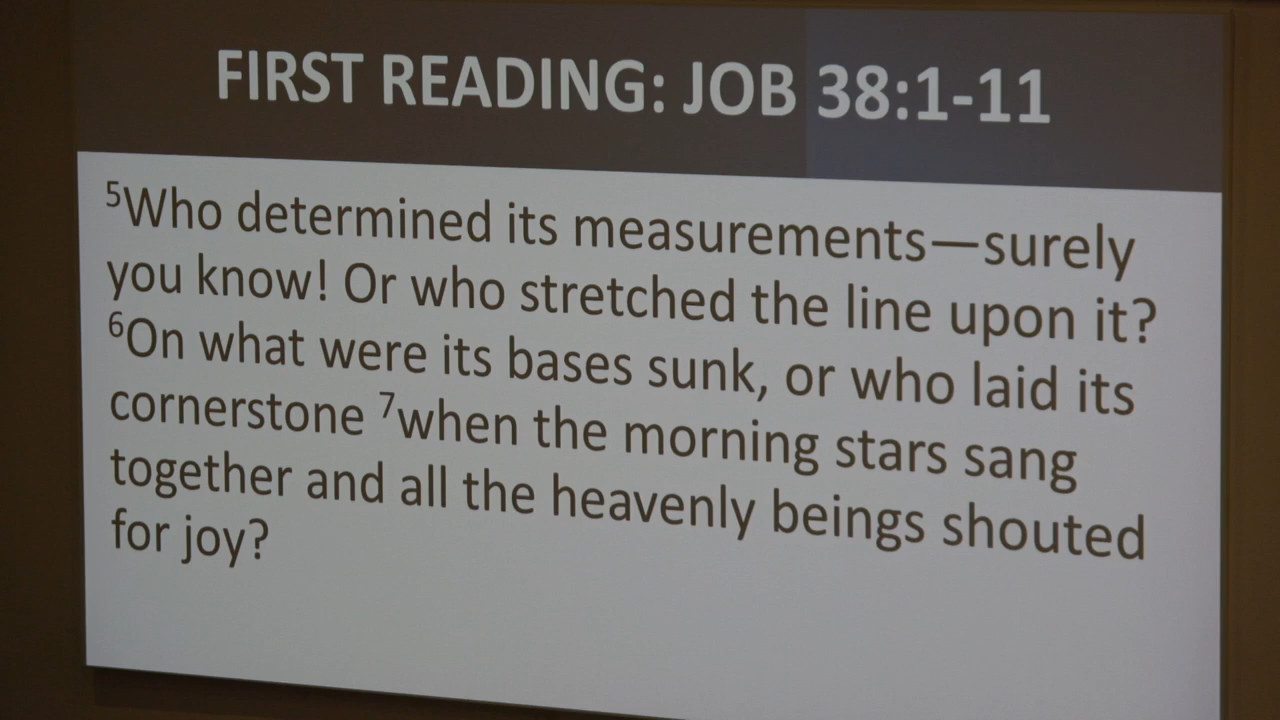 FIRST READING: JOB 38:1-11
⁵Who determined its measurements—surely
you know! Or who stretched the line upon it?
⁶On what were its bases sunk, or who laid its
cornerstone ⁷when the morning stars sang
together and all the heavenly beings shouted
for joy?